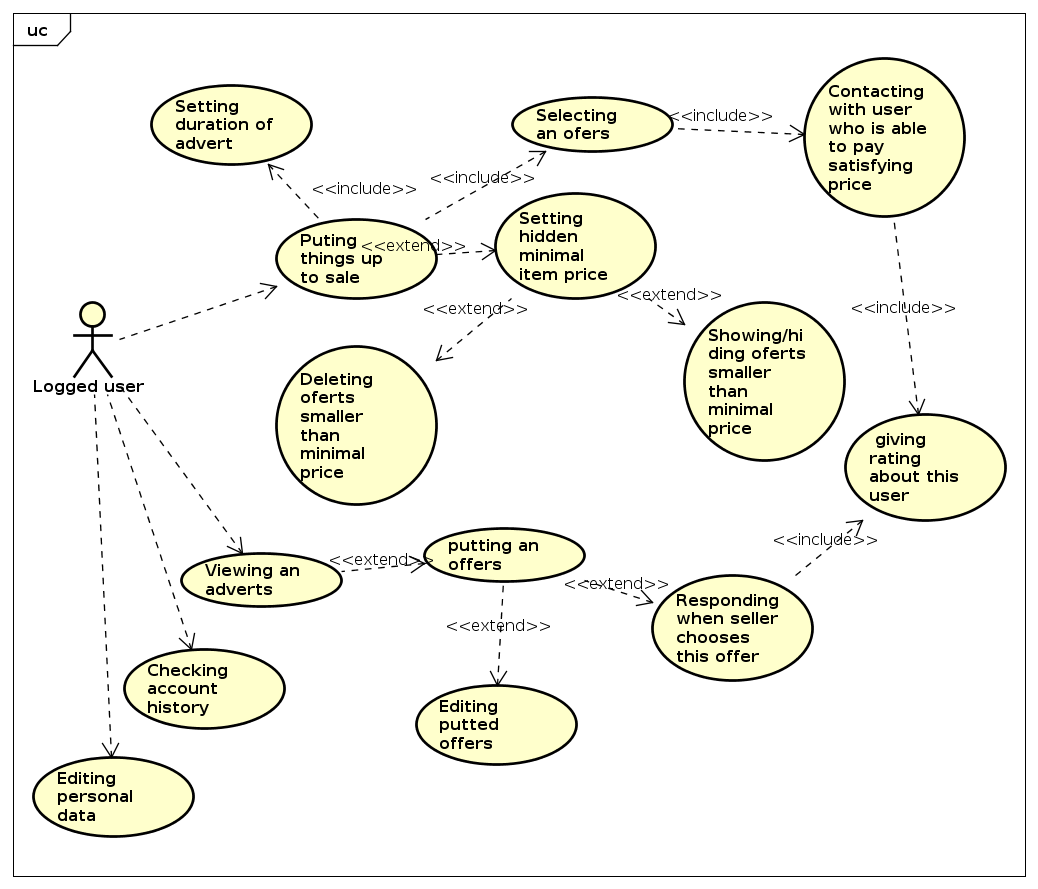 uc
Setting
duration of
advert
Selecting
an ofers
<<include>>
Contacting
with user
who is able
to pay
satisfying
price
<<include>>
<<include>>
Puting
things up
to sale
<<extend>>
Setting
hidden
minimal
item price
<<extend>>
<<extend>>
<<include>>
Logged user
Deleting
oferts
smaller
than
minimal
price
Showing/hi
ding oferts
smaller
than
minimal
price
giving
rating
about this
user
<<include>>
Viewing an
adverts
<<extend>>
putting an
offers
<<extend>>
Responding
when seller
chooses
this offer
<<extend>>
Checking
account
history
Editing
putted
offers
Editing
personal
data